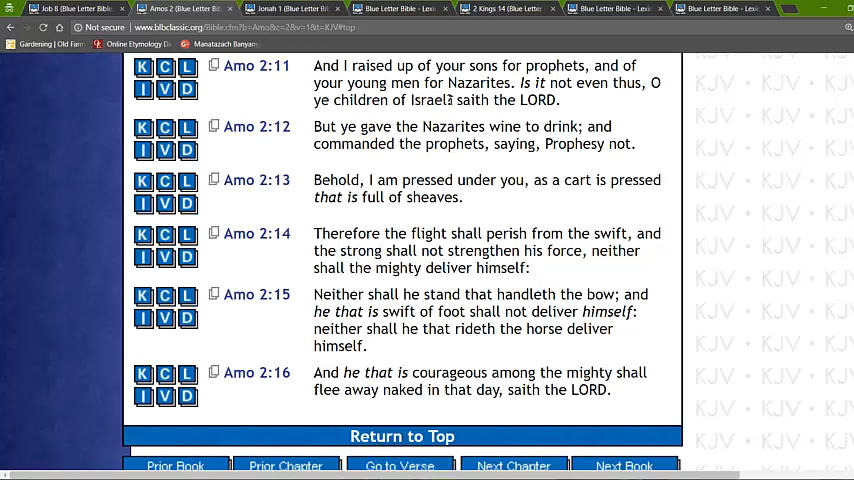 Job 8 (Blue Letter Bible:
Amos 2 (Blue Letter Bib
Jonah 1 (Blue Letter Bib
Blue Letter Bible - Lexi
2 Kings 14 (Blue Letter
Blue Letter Bible - Lexi
Blue Letter Bible - Lexi
Not secure | www.blbclassic.org/Bible.cfm?b=Amo&c=2&v=1&t=KJV#top
Gardening | Old Farm
Online Etymology Di
Manatazach Banyam
K C L
I V D
Amo 2:11
And I raised up of your sons for prophets, and of
your young men for Nazarites. Is it not even thus, O
ye children of Israel? saith the LORD.
K C L
I V D
Amo 2:12
But ye gave the Nazarites wine to drink; and
commanded the prophets, saying, Prophesy not.
K C L
I V D
Amo 2:13
Behold, I am pressed under you, as a cart is pressed
that is full of sheaves.
K C L
I V D
Amo 2:14
Therefore the flight shall perish from the swift, and
the strong shall not strengthen his force, neither
shall the mighty deliver himself:
K C L
I V D
Amo 2:15
Neither shall he stand that handleth the bow; and
he that is swift of foot shall not deliver himself:
neither shall he that rideth the horse deliver
himself.
K C L
I V D
Amo 2:16
And he that is courageous among the mighty shall
flee away naked in that day, saith the LORD.
Return to Top
Prior Book
Prior Chapter
Go to Verse
Next Chapter
Next Book
KJV · KJV · KJV